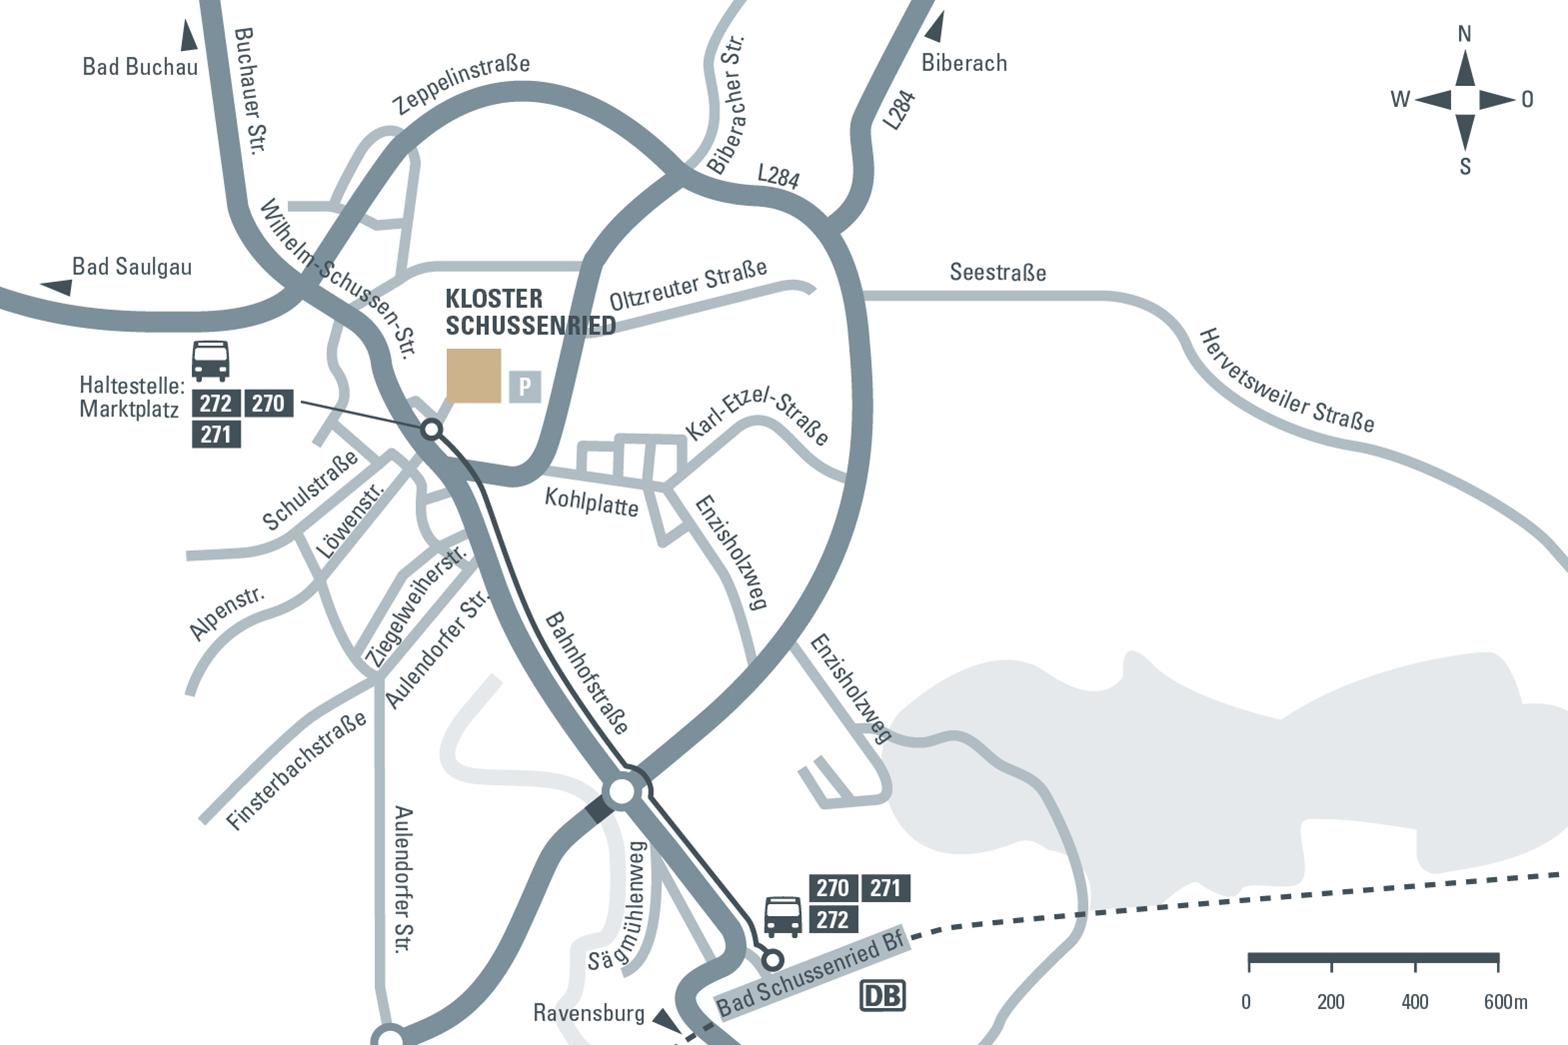 Bad Buchau
Buchauer Str.
Zeppelinstraße
Biberacher Str.
L284
L284
Biberach
N
W
O
S
Bad Saulgau
Wilhelm-Schussen-Str.
KLOSTER
SCHUSSENRIED
P
Oltzreuter Straße
Seestraße
Hervetsweiler Straße
Haltestelle:
Marktplatz
272
270
271
Karl-Etzel-Straße
Schulstraße
Löwenstr.
Kohlplatte
Enzisholzweg
Alpenstr.
Ziegelweiherstr.
Aulendorfer Str.
Bahnhofstraße
Enzisholzweg
Finsterbachstraße
Aulendorfer Str.
Sägmühleweg
270
271
272
Bad Schussenried Bf
DB
Ravensburg
0
200
400
600m